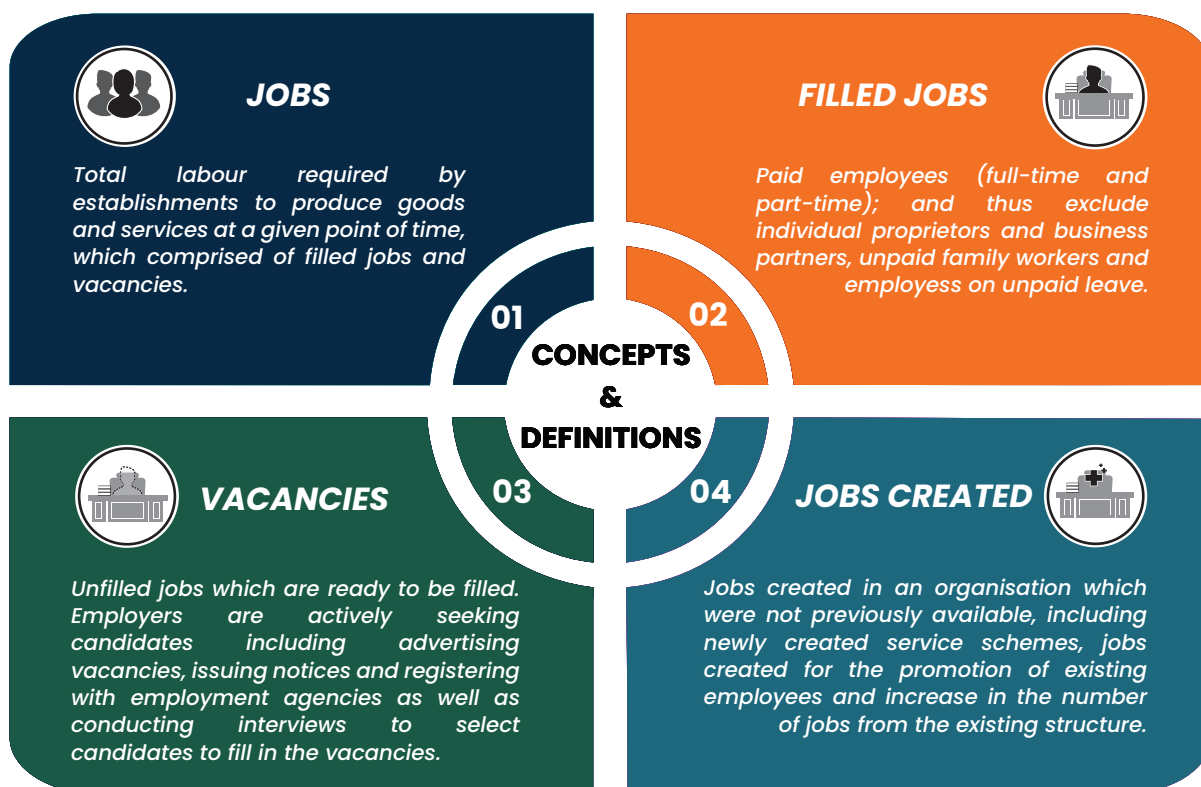 JOBS
Total labour required by
establishments to produce goods
and services at a given point of time,
which comprised of filled jobs and
vacancies.
01
FILLED JOBS
Paid employees (full-time and
part-time); and thus exclude
individual proprietors and business
partners, unpaid family workers and
employess on unpaid leave.
02
CONCEPTS
&
DEFINITIONS
03
VACANCIES
Unfilled jobs which are ready to be filled.
Employers are actively seeking
candidates including advertising
vacancies, issuing notices and registering
with employment agencies as well as
conducting interviews to select
candidates to fill in the vacancies.
04
JOBS CREATED
Jobs created in an organisation which
were not previously available, including
newly created service schemes, jobs
created for the promotion of existing
employees and increase in the number
of jobs from the existing structure.